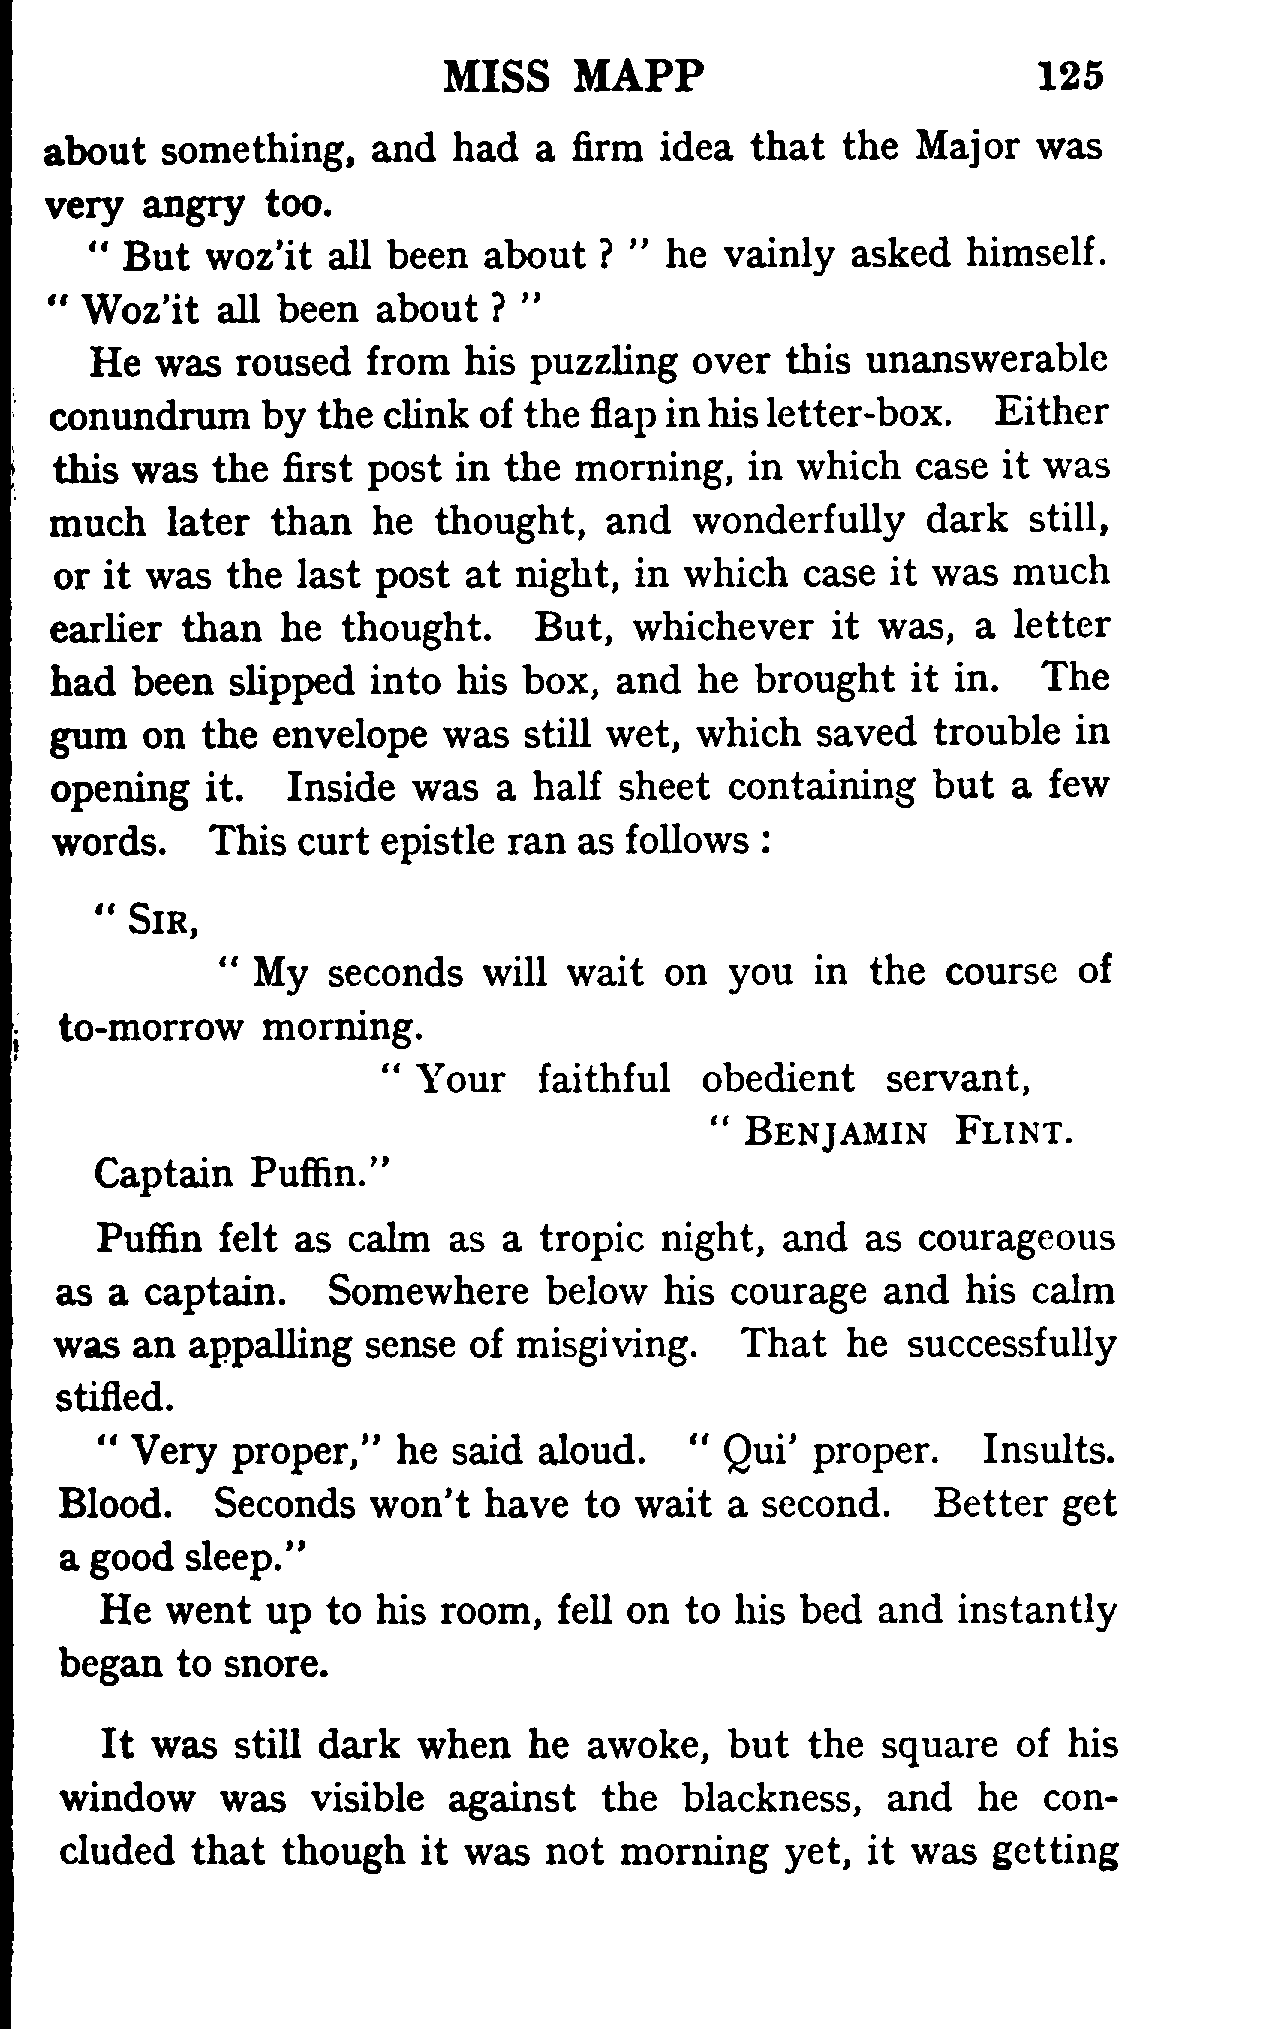 MISS MAPP 125
about something, and had a firm idea that the Major was
very angry too.
" But woz'it all been about ? " he vainly asked himself.
" Woz'it all been about ? "
He was roused from his puzzling over this unanswerable
conundrum by the clink of the flap in his letter-box. Either
this was the first post in the morning, in which case it was
much later than he thought, and wonderfully dark still,
or it was the last post at night, in which case it was much
earlier than he thought. But, whichever it was, a letter
had been slipped into his box, and he brought it in. The
gum on the envelope was still wet, which saved trouble in
opening it. Inside was a half sheet containing but a few
words. This curt epistle ran as follows :
" SIR,
" My seconds will wait on you in the course of
to-morrow morning.
" Your faithful obedient servant,
" BENJAMIN FLINT.
Captain Puffin."
Puffin felt as calm as a tropic night, and as courageous
as a captain. Somewhere below his courage and his calm
was an appalling sense of misgiving. That he successfully
stifled.
" Very proper," he said aloud. " Qui' proper. Insults.
Blood. Seconds won't have to wait a second. Better get
a good sleep."
He went up to his room, fell on to his bed and instantly
began to snore.
It was still dark when he awoke, but the square of his
window was visible against the blackness, and he con-
cluded that though it was not morning yet, it was getting